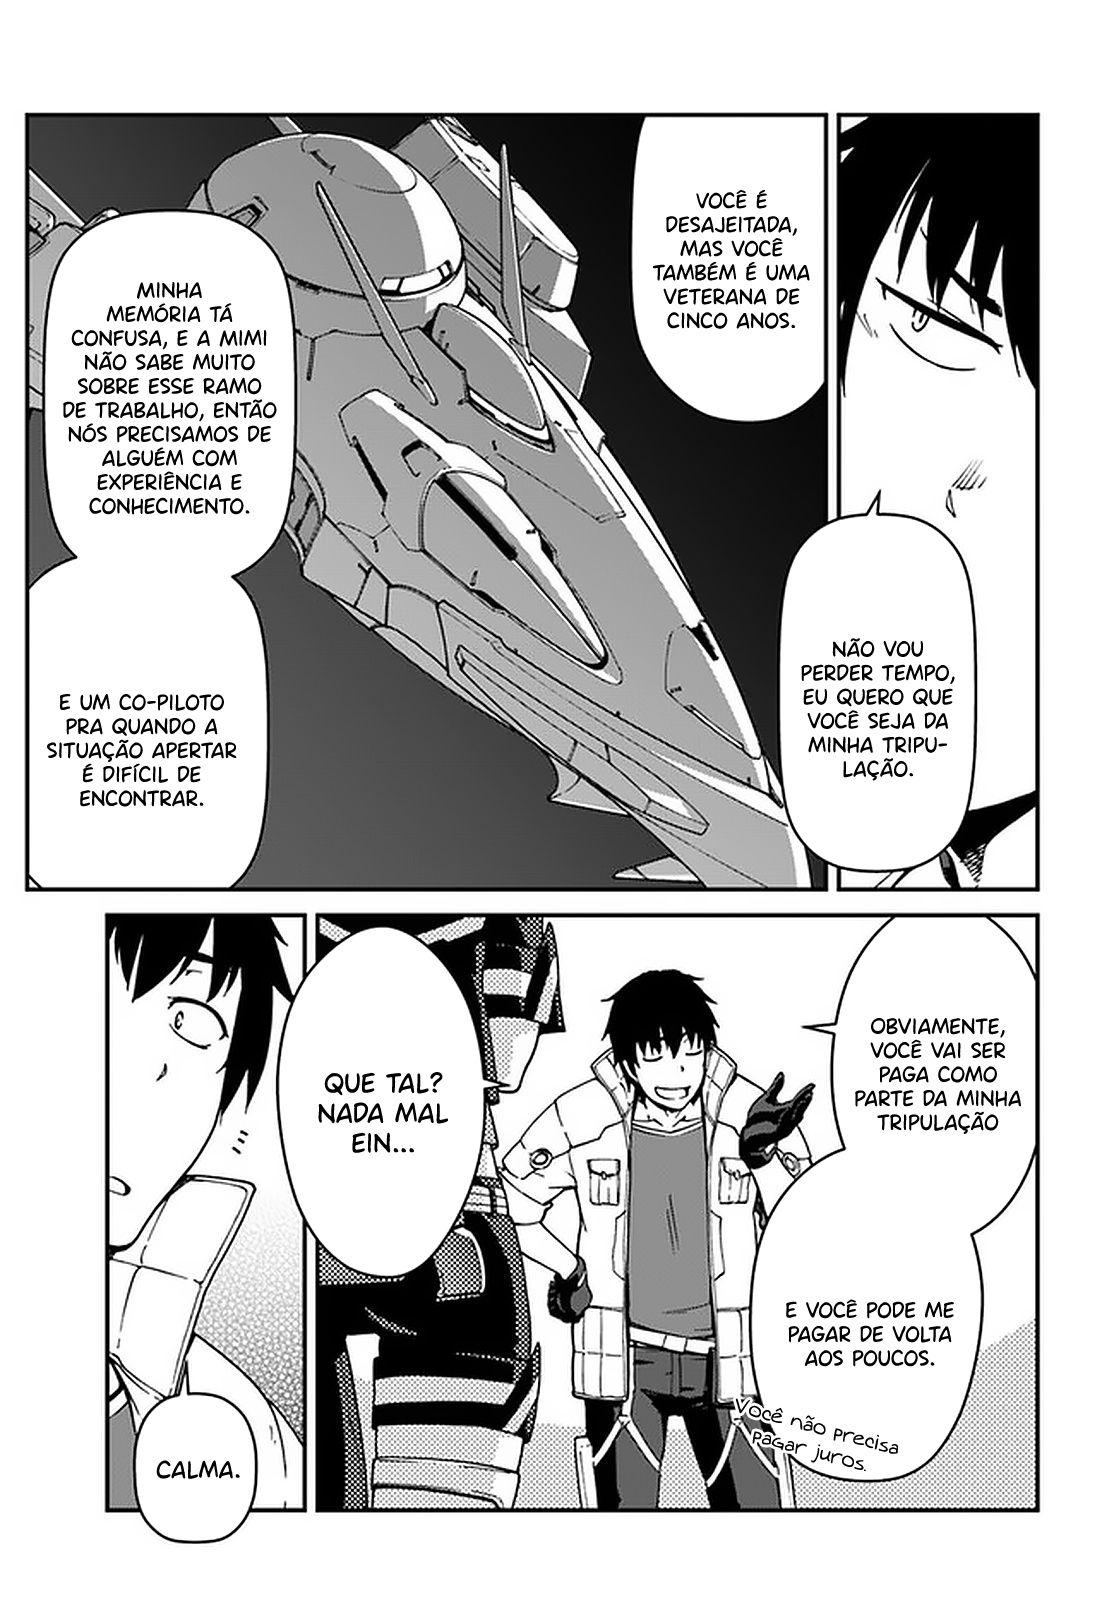 NÃO VOU
PERDER TEMPO,
EU QUERO QUE
VOCÊ SEJA DA
MINHA TRIPU-
LAÇÃO.
VOCÊ É
DESAJEITADA,
MAS VOCÊ
TAMBÉM É UMA
VETERANA DE
CINCO ANOS.
MINHA
MEMÓRIA TÁ
CONFUSA, E A MIMI
NÃO SABE MUITO
SOBRE ESSE RAMO
DE TRABALHO, ENTÃO
NÓS PRECISAMOS DE
ALGUÉM COM
EXPERIÊNCIA E
CONHECIMENTO.
E UM CO-PILOTO
PRA QUANDO A
SITUAÇÃO APERTAR
É DIFÍCIL DE
ENCONTRAR.
OBVIAMENTE,
VOCÊ VAI SER
PAGA COMO
PARTE DA MINHA
TRIPULAÇÃO
E VOCÊ PODE ME
PAGAR DE VOLTA
AOS POUCOS.
Você não precisa
pagar juros.
QUE TAL?
NADA MAL
EIN...
CALMA.